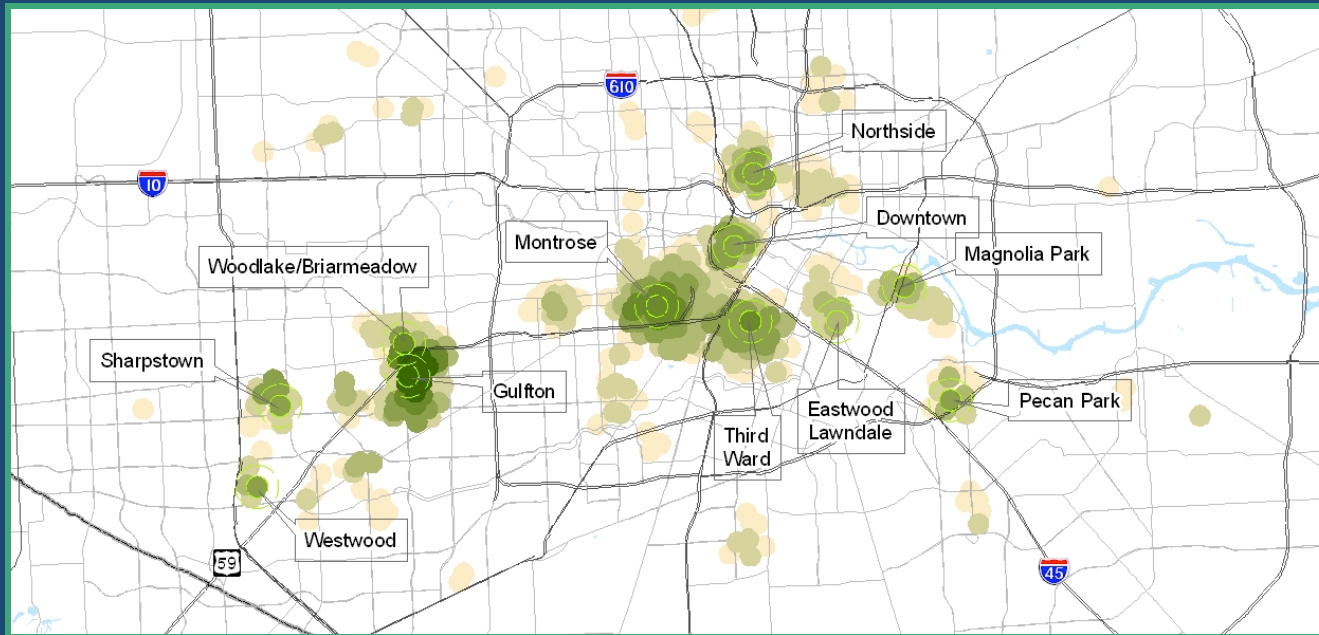 610
Northside
10
Downtown
Montrose
Magnolia Park
Woodlake/Briarmeadow
Sharpstown
Gulfton
Pecan Park
Eastwood
Lawndale
Third
Ward
Westwood
59
45